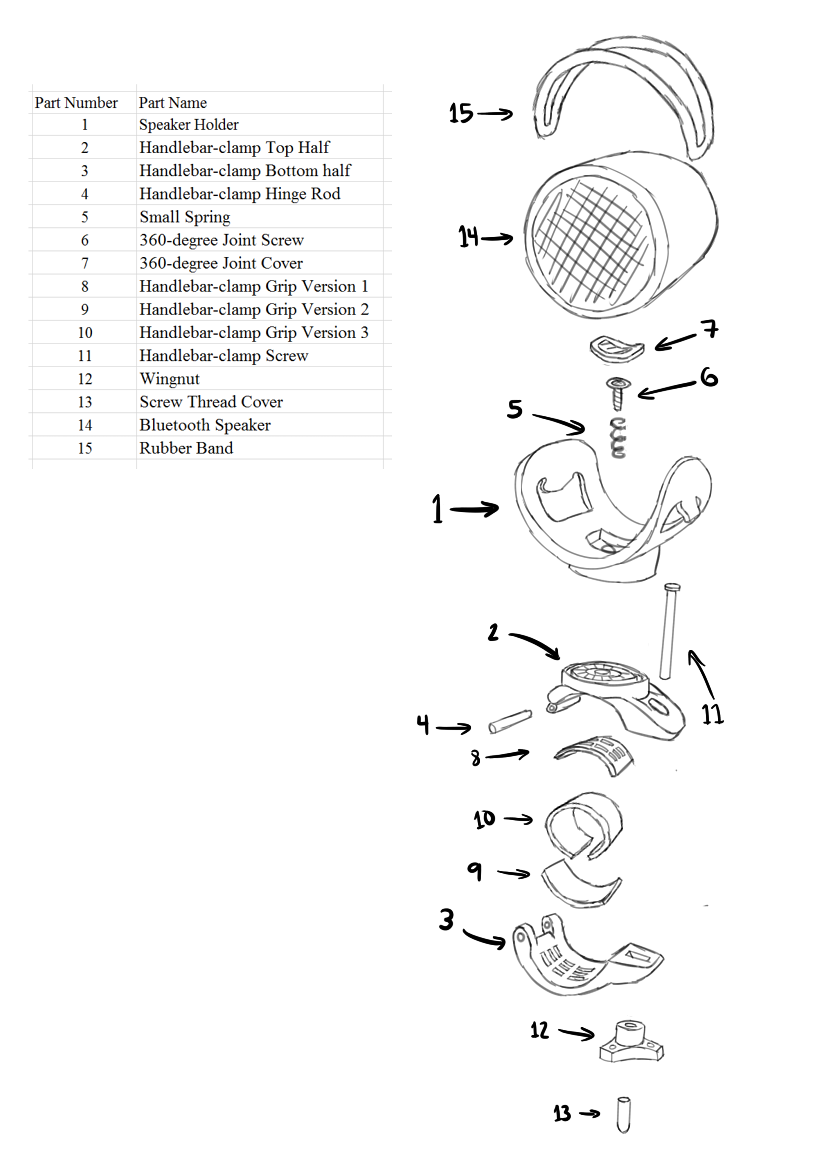 Part Number Part Name
1 Speaker Holder
2 Handlebar-clamp Top Half
3 Handlebar-clamp Bottom half
4 Handlebar-clamp Hinge Rod
5 Small Spring
6 360-degree Joint Screw
7 360-degree Joint Cover
8 Handlebar-clamp Grip Version 1
9 Handlebar-clamp Grip Version 2
10 Handlebar-clamp Grip Version 3
11 Handlebar-clamp Screw
12 Wingnut
13 Screw Thread Cover
14 Bluetooth Speaker
15 Rubber Band
15
14
7
6
5
1
2
11
4
8
10
9
3
12
13